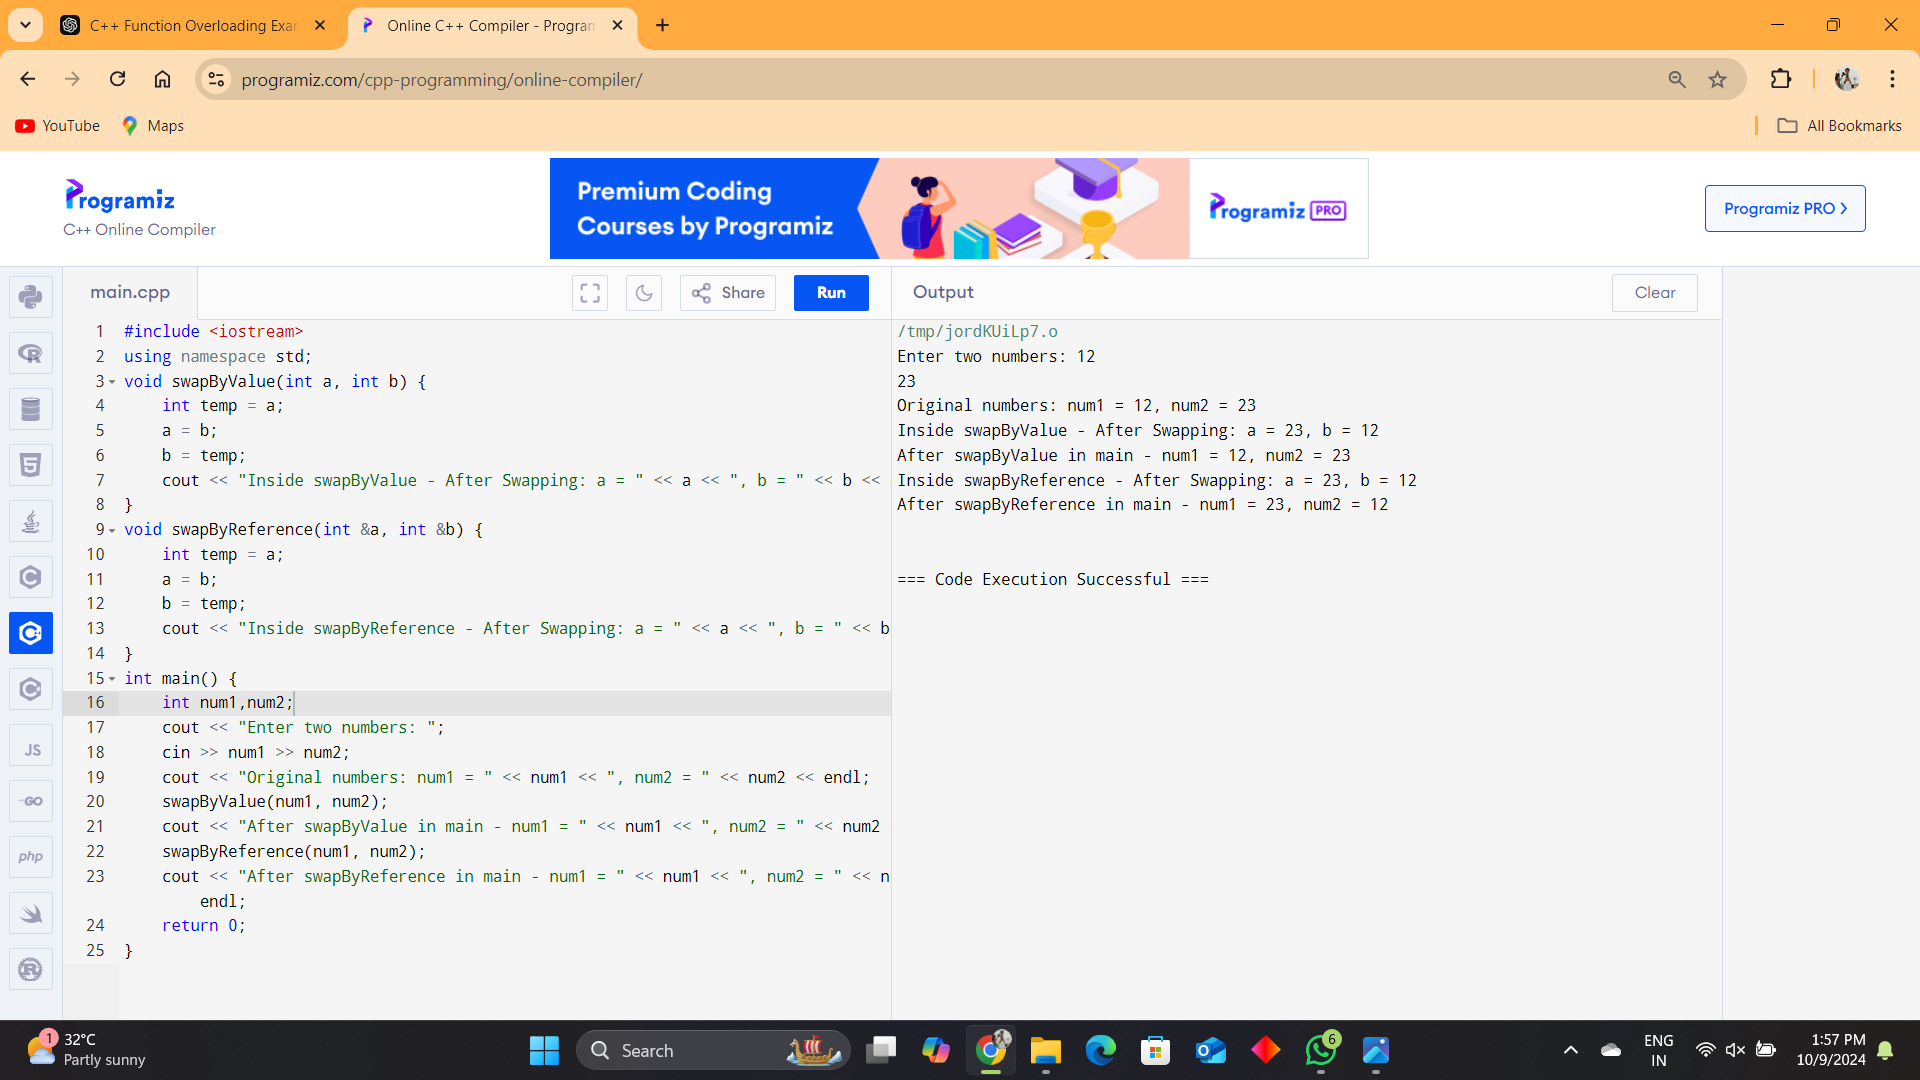 C++ Function Overloading Exa
Online C++ Compiler - Program
programiz.com/cpp-programming/online-compiler/
YouTube
Maps
All Bookmarks
Programiz
C++ Online Compiler
Premium Coding
Courses by Programiz
Programiz PRO
Programiz PRO >
main.cpp
Share
Run
Output
Clear
1 #include <iostream>
2 using namespace std;
3 void swapByValue(int a, int b) {
4     int temp = a;
5     a = b;
6     b = temp;
7     cout << "Inside swapByValue - After Swapping: a = " << a << ", b = " << b <<
8 }
9 void swapByReference(int &a, int &b) {
10     int temp = a;
11     a = b;
12     b = temp;
13     cout << "Inside swapByReference - After Swapping: a = " << a << ", b = " << b
14 }
15 int main() {
16     int num1,num2;
17     cout << "Enter two numbers: ";
18     cin >> num1 >> num2;
19     cout << "Original numbers: num1 = " << num1 << ", num2 = " << num2 << endl;
20     swapByValue(num1, num2);
21     cout << "After swapByValue in main - num1 = " << num1 << ", num2 = " << num2
22     swapByReference(num1, num2);
23     cout << "After swapByReference in main - num1 = " << num1 << ", num2 = " << n
        endl;
24     return 0;
25 }
/tmp/jordKUiLp7.o
Enter two numbers: 12
23
Original numbers: num1 = 12, num2 = 23
Inside swapByValue - After Swapping: a = 23, b = 12
After swapByValue in main - num1 = 12, num2 = 23
Inside swapByReference - After Swapping: a = 23, b = 12
After swapByReference in main - num1 = 23, num2 = 12
=== Code Execution Successful ===
R
JS
GO
php
1
32°C
Partly sunny
Search
6
ENG
IN
1:57 PM
10/9/2024